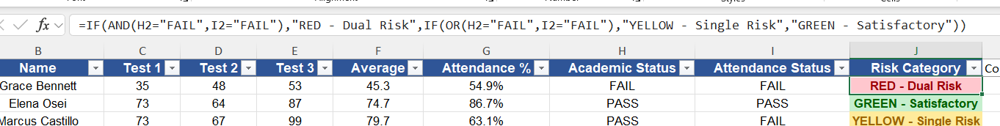 fx =IF(AND(H2="FAIL",I2="FAIL"),"RED - Dual Risk",IF(OR(H2="FAIL",I2="FAIL"),"YELLOW - Single Risk","GREEN - Satisfactory"))
B C D E F G H I J
Name Test 1 Test 2 Test 3 Average Attendance % Academic Status Attendance Status Risk Category Co
Grace Bennett 35 48 53 45.3 54.9% FAIL FAIL RED - Dual Risk
Elena Osei 73 64 87 74.7 86.7% PASS PASS GREEN - Satisfactory
Marcus Castillo 73 67 99 79.7 63.1% PASS FAIL YELLOW - Single Risk